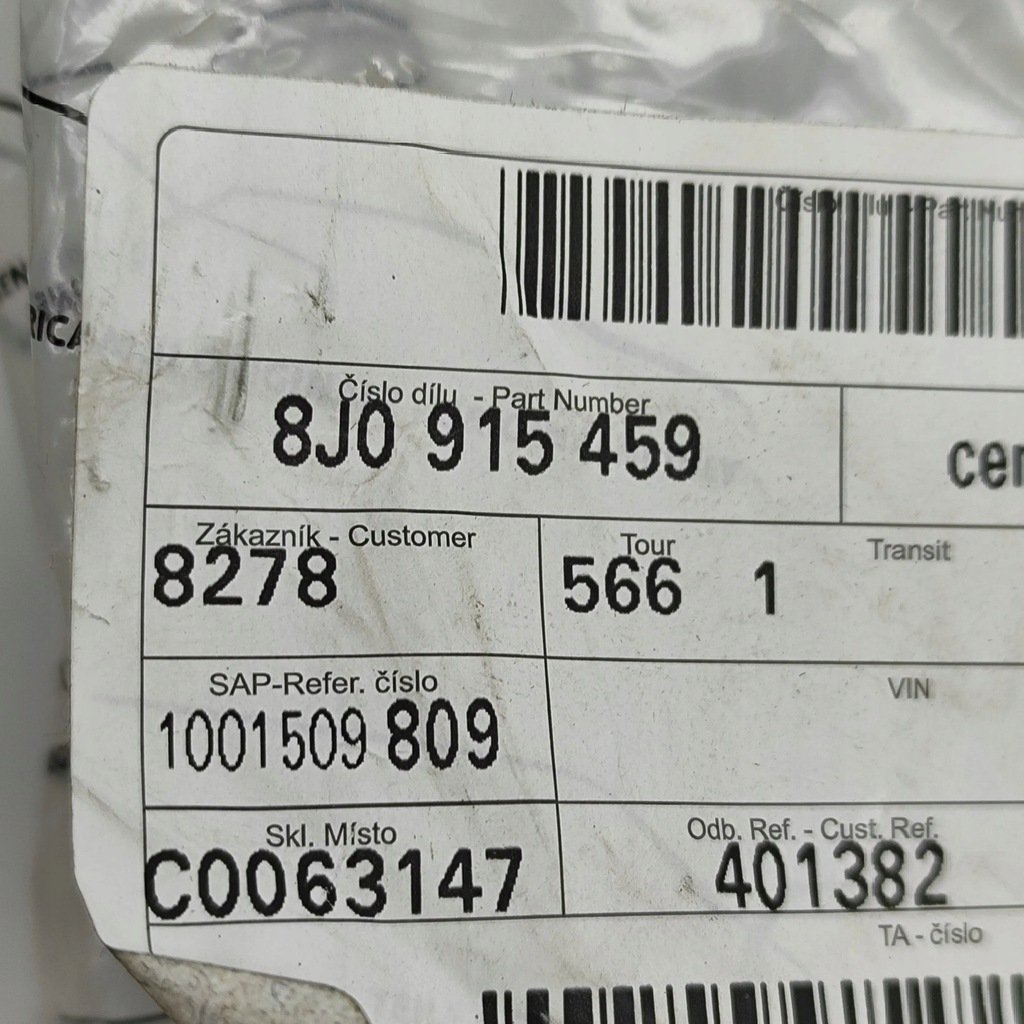 Číslo dílu - Part Number
8J0 915 459
Zákazník - Customer
8278
Tour
566 1
Transit
SAP-Refer. číslo
1001509 809
VIN
Skl. Místo
C0063147
Odb. Ref. - Cust. Ref.
401382
TA - číslo